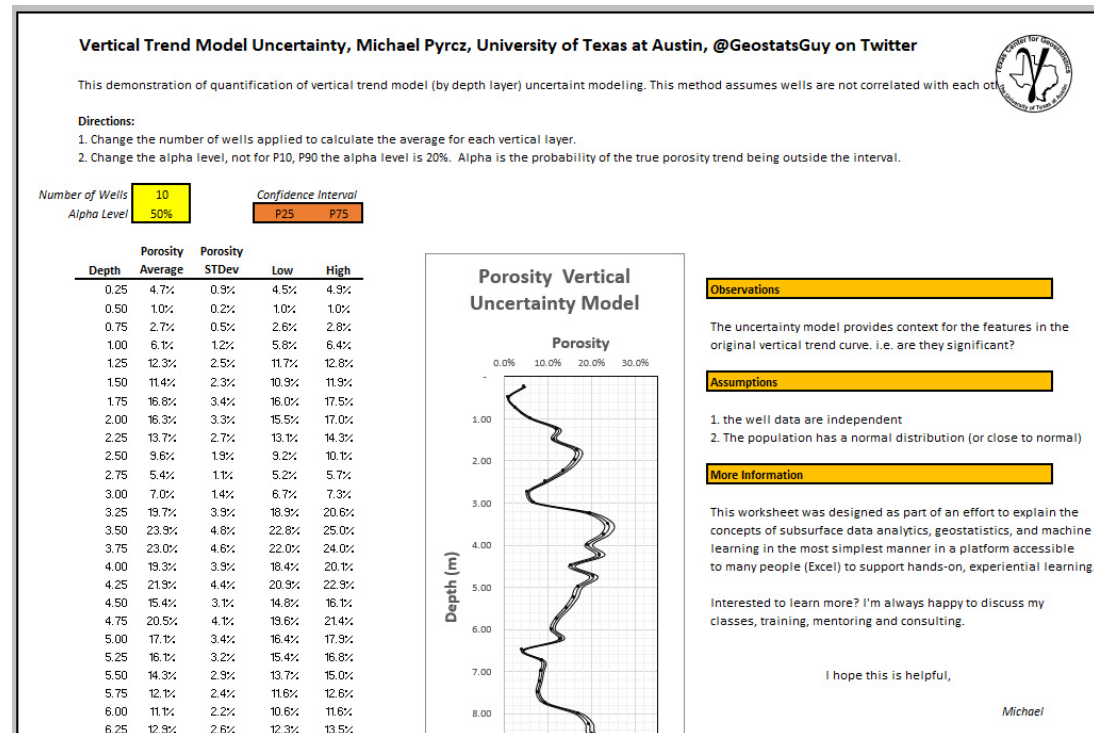 Vertical Trend Model Uncertainty, Michael Pyrcz, University of Texas at Austin, @GeostatsGuy on Twitter
Texas Center for Geostatistics
The University of Texas at Austin
This demonstration of quantification of vertical trend model (by depth layer) uncertaint modeling. This method assumes wells are not correlated with each oth
Directions:
1. Change the number of wells applied to calculate the average for each vertical layer.
2. Change the alpha level, not for P10, P90 the alpha level is 20%. Alpha is the probability of the true porosity trend being outside the interval.
Number of Wells 10 Confidence Interval
Alpha Level 50% P25 P75
Porosity Porosity
Depth Average STDev Low High
0.25 4.7% 0.9% 4.5% 4.9%
0.50 1.0% 0.2% 1.0% 1.0%
0.75 2.7% 0.5% 2.6% 2.8%
1.00 6.1% 1.2% 5.8% 6.4%
1.25 12.3% 2.5% 11.7% 12.8%
1.50 11.4% 2.3% 10.9% 11.9%
1.75 16.8% 3.4% 16.0% 17.5%
2.00 16.3% 3.3% 15.5% 17.0%
2.25 13.7% 2.7% 13.1% 14.3%
2.50 9.6% 1.9% 9.2% 10.1%
2.75 5.4% 1.1% 5.2% 5.7%
3.00 7.0% 1.4% 6.7% 7.3%
3.25 19.7% 3.9% 18.9% 20.6%
3.50 23.9% 4.8% 22.8% 25.0%
3.75 23.0% 4.6% 22.0% 24.0%
4.00 19.3% 3.9% 18.4% 20.1%
4.25 21.9% 4.4% 20.9% 22.9%
4.50 15.4% 3.1% 14.8% 16.1%
4.75 20.5% 4.1% 19.6% 21.4%
5.00 17.1% 3.4% 16.4% 17.9%
5.25 16.1% 3.2% 15.4% 16.8%
5.50 14.3% 2.9% 13.7% 15.0%
5.75 12.1% 2.4% 11.6% 12.6%
6.00 11.1% 2.2% 10.6% 11.6%
6.25 12.9% 2.6% 12.3% 13.5%
Porosity Vertical
Uncertainty Model
Porosity
0.0% 10.0% 20.0% 30.0%
-
1.00
2.00
3.00
4.00
5.00
6.00
7.00
8.00
Depth (m)
Observations
The uncertainty model provides context for the features in the
original vertical trend curve. i.e. are they significant?
Assumptions
1. the well data are independent
2. The population has a normal distribution (or close to normal)
More Information
This worksheet was designed as part of an effort to explain the
concepts of subsurface data analytics, geostatistics, and machine
learning in the most simplest manner in a platform accessible
to many people (Excel) to support hands-on, experiential learning.
Interested to learn more? I'm always happy to discuss my
classes, training, mentoring and consulting.
I hope this is helpful,
Michael